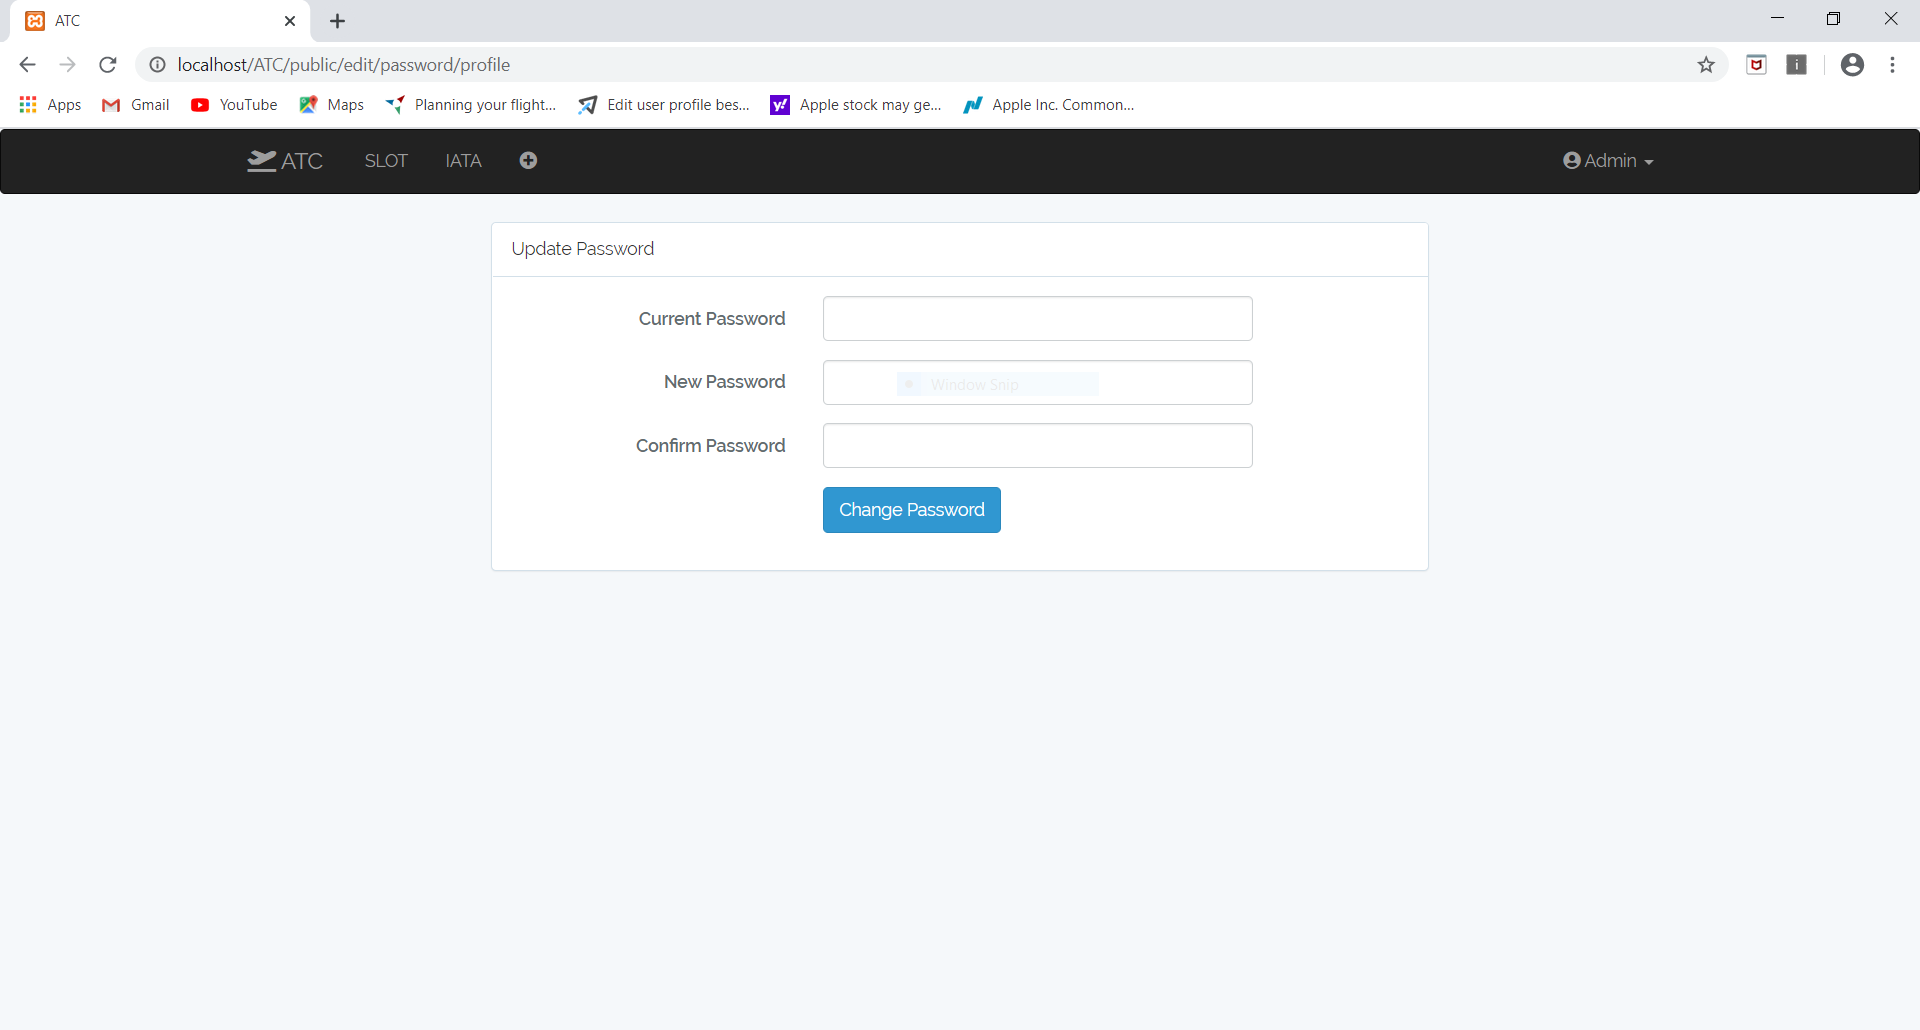 ATC
localhost/ATC/public/edit/password/profile
Apps Gmail YouTube Maps Planning your flight... Edit user profile bes... Apple stock may ge... Apple Inc. Common...
ATC SLOT IATA Admin
Update Password
Current Password
New Password
Window Snip
Confirm Password
Change Password